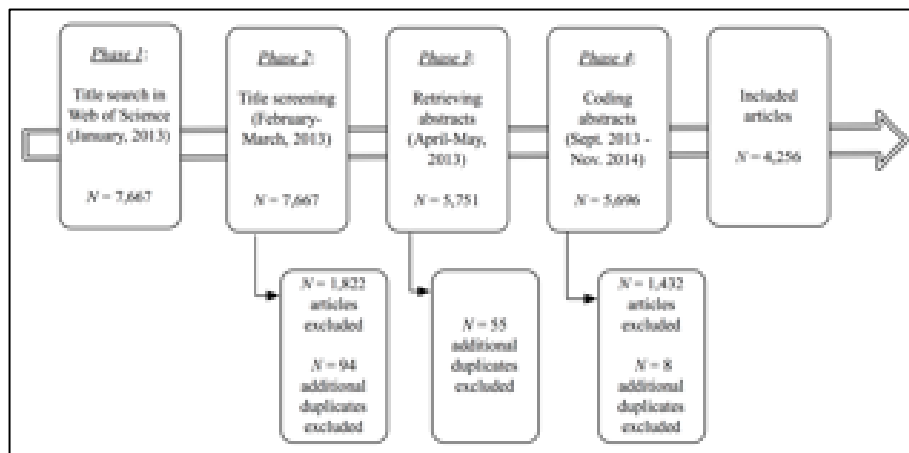 Phase 1:
Title search in
Web of Science
(January, 2013)
N = 7,667
Phase 2:
Title screening
(February-
March, 2013)
N = 7,667
Phase 3:
Retrieving
abstracts
(April-May,
2013)
N = 5,751
Phase 4:
Coding
abstracts
(Sept. 2013 -
Nov. 2014)
N = 5,696
Included
articles
N = 4,256
N = 1,822
articles
excluded
N = 94
additional
duplicates
excluded
N = 55
additional
duplicates
excluded
N = 1,432
articles
excluded
N = 8
additional
duplicates
excluded